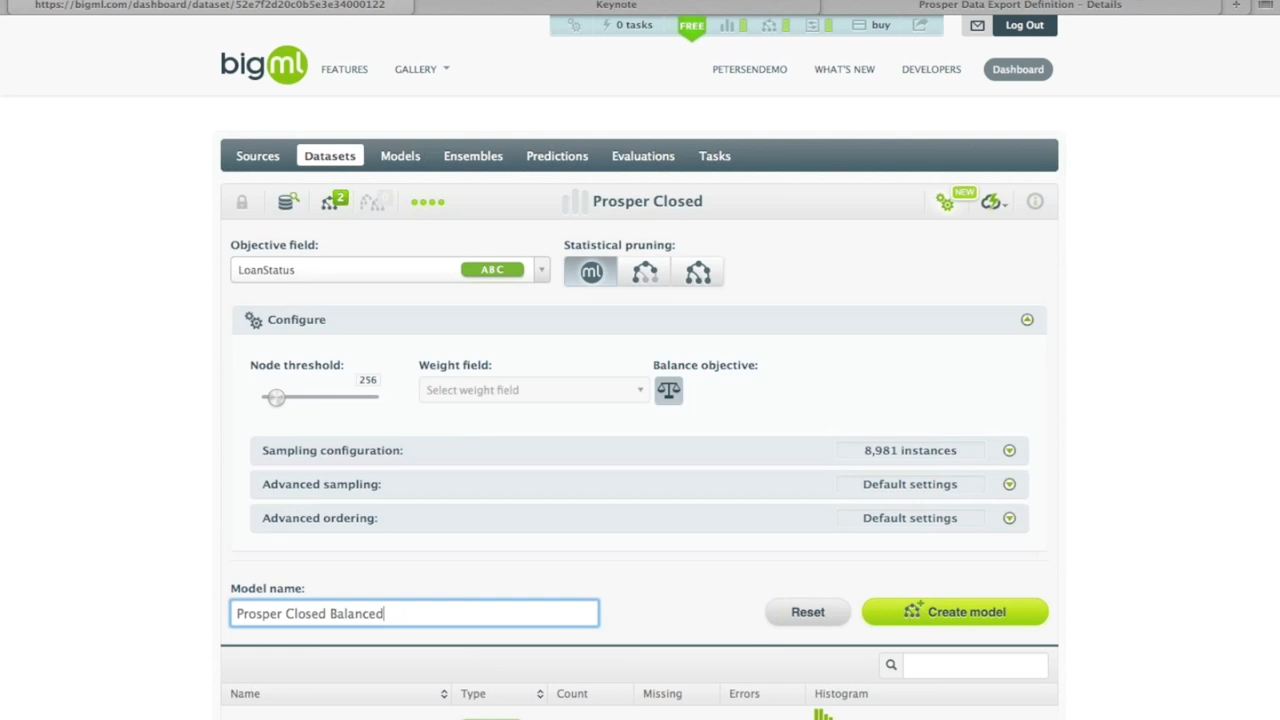 https://bigml.com/dashboard/dataset/52e7f2d20c0b5e3e34000122 Keynote Prosper Data Export Definition - Details +
0 tasks FREE buy Log Out
bigml FEATURES GALLERY PETERSENDEMO WHAT'S NEW DEVELOPERS Dashboard
Sources Datasets Models Ensembles Predictions Evaluations Tasks
2 Prosper Closed NEW
Objective field: Statistical pruning:
LoanStatus ABC ml
Configure
Node threshold: Weight field: Balance objective:
256
Select weight field
Sampling configuration: 8,981 instances
Advanced sampling: Default settings
Advanced ordering: Default settings
Model name:
Prosper Closed Balanced Reset Create model
Name Type Count Missing Errors Histogram